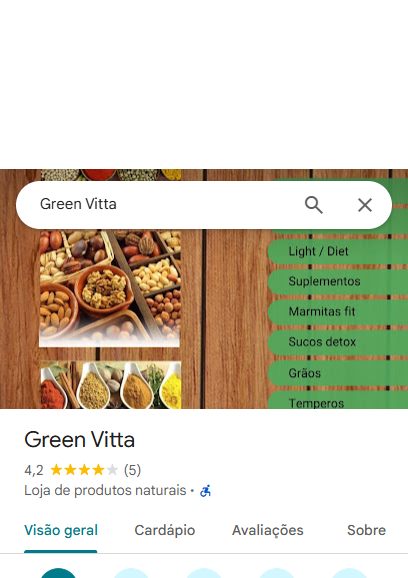 Green Vitta
Light / Diet
Suplementos
Marmitas fit
Sucos detox
Grãos
Temperos
Green Vitta
4,2 (5)
Loja de produtos naturais ·
Visão geral Cardápio Avaliações Sobre